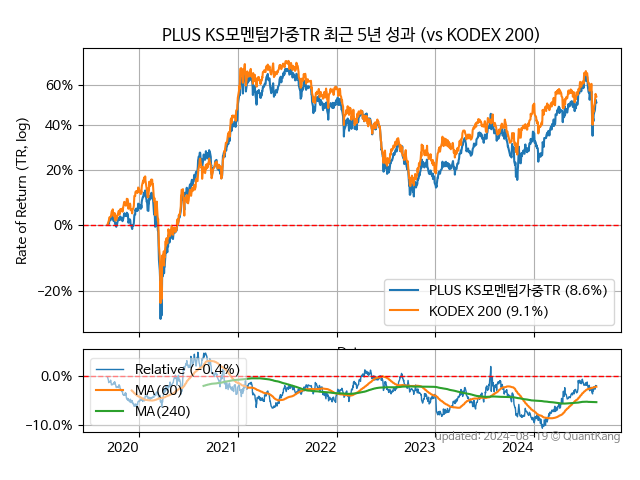 PLUS KS모멘텀가중TR 최근 5년 성과 (vs KODEX 200)
Rate of Return (TR, log)
60%
40%
20%
0%
−20%
PLUS KS모멘텀가중TR (8.6%)
KODEX 200 (9.1%)
0.0%
−10.0%
Relative (−0.4%)
MA(60)
MA(240)
updated: 2024-08-19 © QuantKang
2020
2021
2022
2023
2024